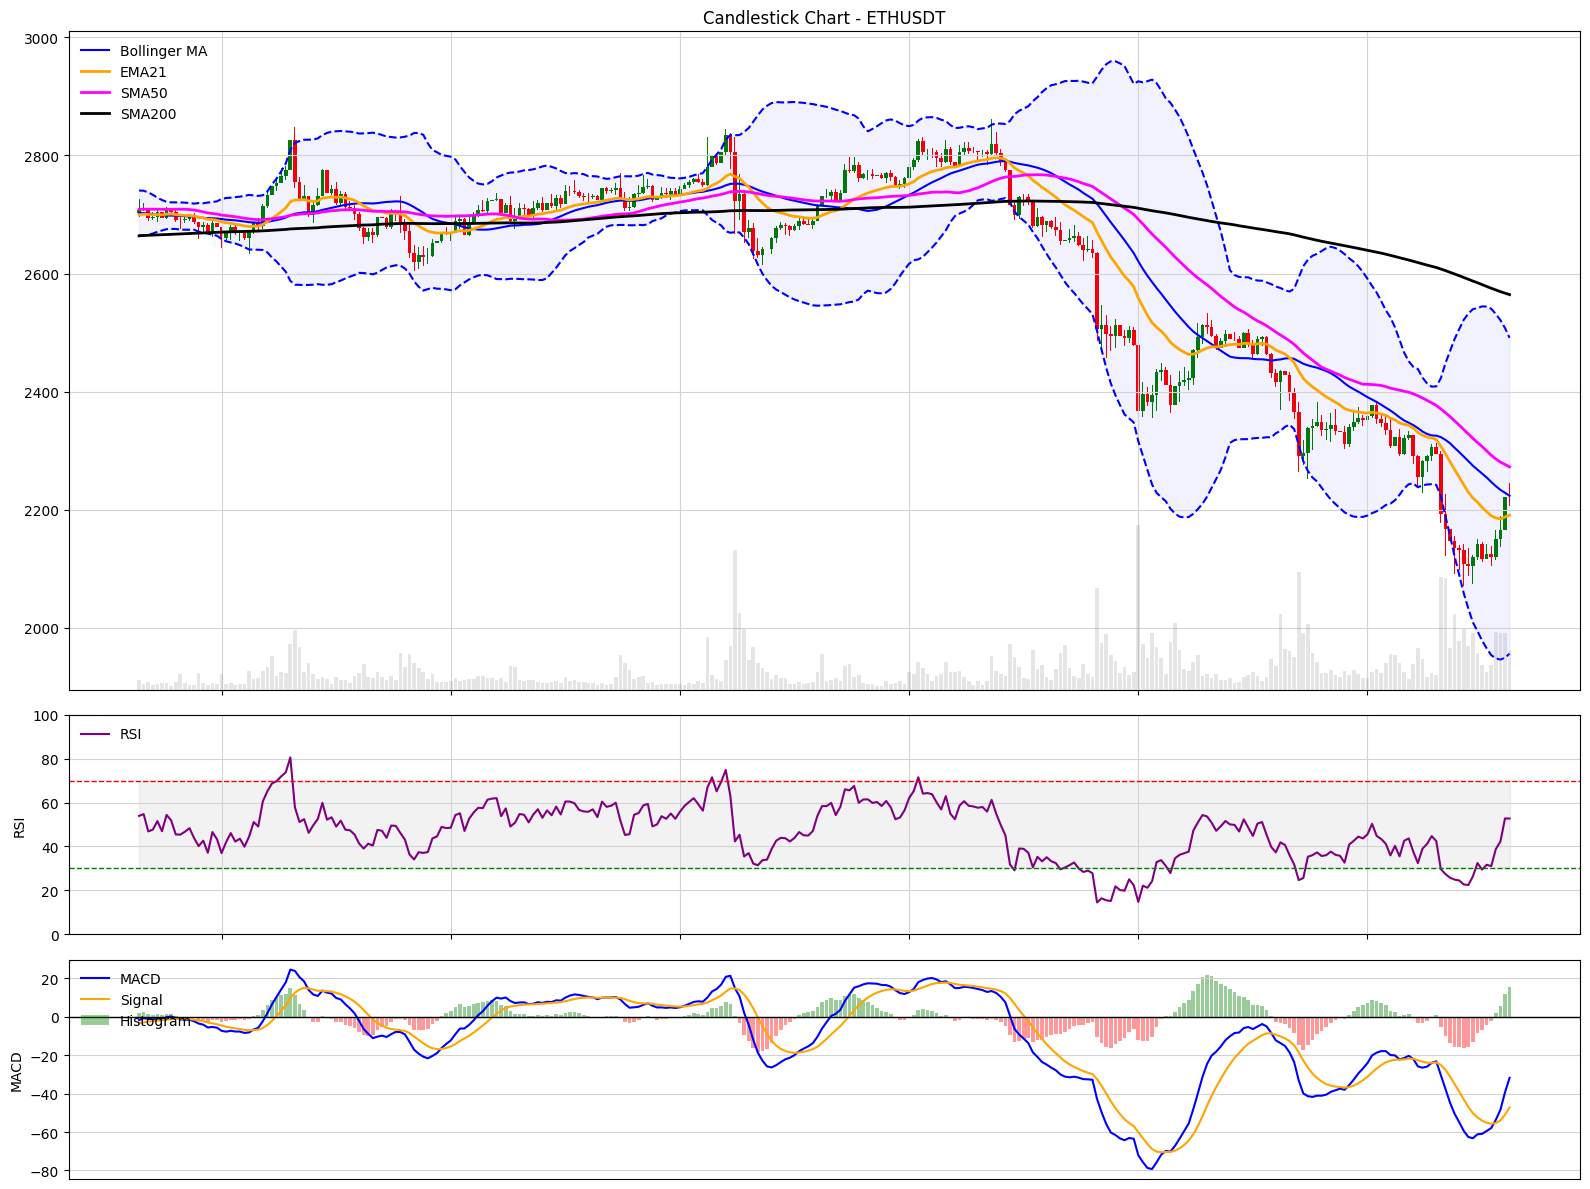 Candlestick Chart - ETHUSDT
Bollinger MA
EMA21
SMA50
SMA200
3000
2800
2600
2400
2200
2000
RSI
RSI
100
80
60
40
20
0
MACD
Signal
Histogram
MACD
20
0
−20
−40
−60
−80